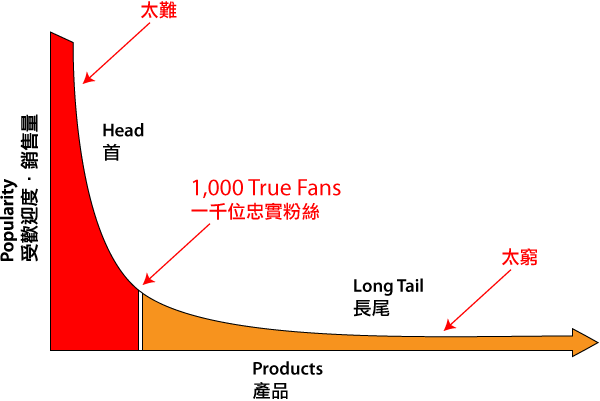 太難
Head
首
1,000 True Fans
一千位忠實粉絲
太窮
Long Tail
長尾
Popularity
受歡迎度．銷售量
Products
產品